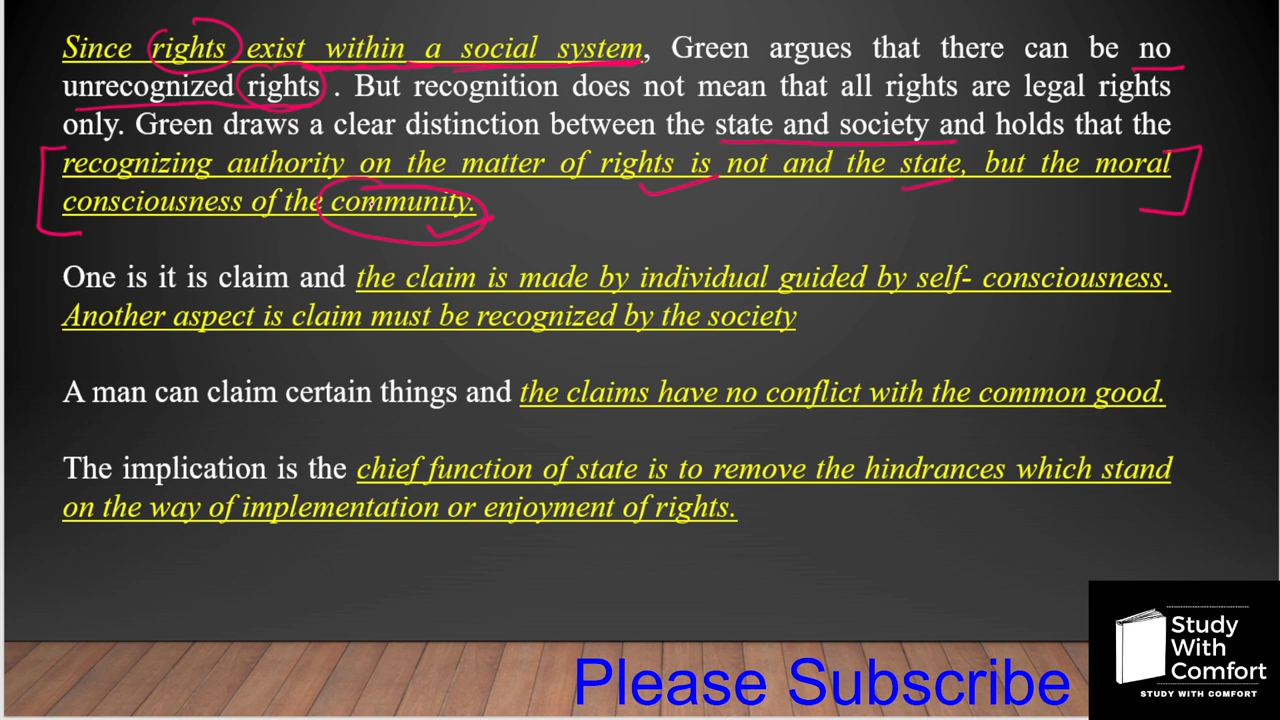 Since rights exist within a social system, Green argues that there can be no
unrecognized rights . But recognition does not mean that all rights are legal rights
only. Green draws a clear distinction between the state and society and holds that the
recognizing authority on the matter of rights is not and the state, but the moral
consciousness of the community.
One is it is claim and the claim is made by individual guided by self- consciousness.
Another aspect is claim must be recognized by the society
A man can claim certain things and the claims have no conflict with the common good.
The implication is the chief function of state is to remove the hindrances which stand
on the way of implementation or enjoyment of rights.
Please Subscribe
Study
With
Comfort
STUDY WITH COMFORT